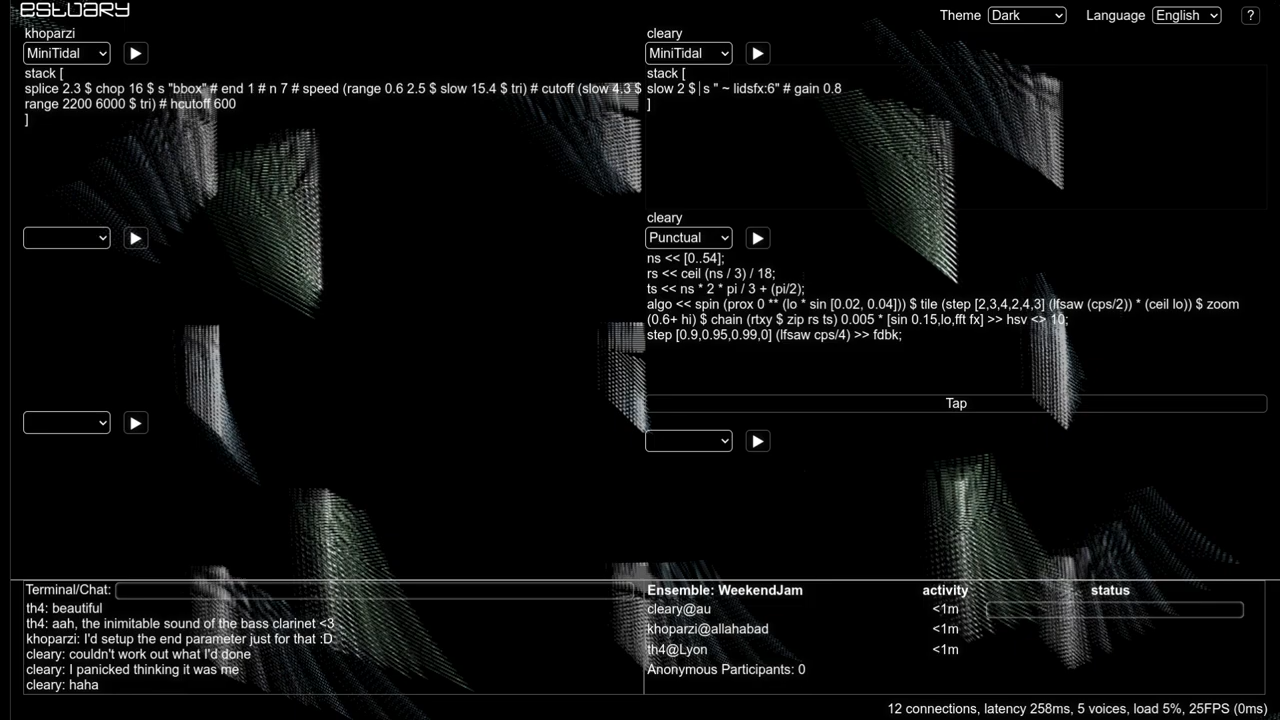 estuary
Theme Dark Language English ?
khoparzi
MiniTidal
stack [
splice 2.3 $ chop 16 $ s "bbox" # end 1 # n 7 # speed (range 0.6 2.5 $ slow 15.4 $ tri) # cutoff (slow 4.3 $
range 2200 6000 $ tri) # hcutoff 600
]
cleary
MiniTidal
stack [
slow 2 $ s " ~ lidsfx:6" # gain 0.8
]
cleary
Punctual
ns << [0..54];
rs << ceil (ns / 3) / 18;
ts << ns * 2 * pi / 3 + (pi/2);
algo << spin (prox 0 ** (lo * sin [0.02, 0.04])) $ tile (step [2,3,4,2,4,3] (lfsaw (cps/2)) * (ceil lo)) $ zoom
(0.6+ hi) $ chain (rtxy $ zip rs ts) 0.005 * [sin 0.15,lo,fft fx] >> hsv <> 10;
step [0.9,0.95,0.99,0] (lfsaw cps/4) >> fdbk;
Tap
Terminal/Chat:
th4: beautiful
th4: aah, the inimitable sound of the bass clarinet <3
khoparzi: I'd setup the end parameter just for that :D
cleary: couldn't work out what I'd done
cleary: I panicked thinking it was me
cleary: haha
Ensemble: WeekendJam activity status
cleary@au <1m
khoparzi@allahabad <1m
th4@Lyon <1m
Anonymous Participants: 0
12 connections, latency 258ms, 5 voices, load 5%, 25FPS (0ms)